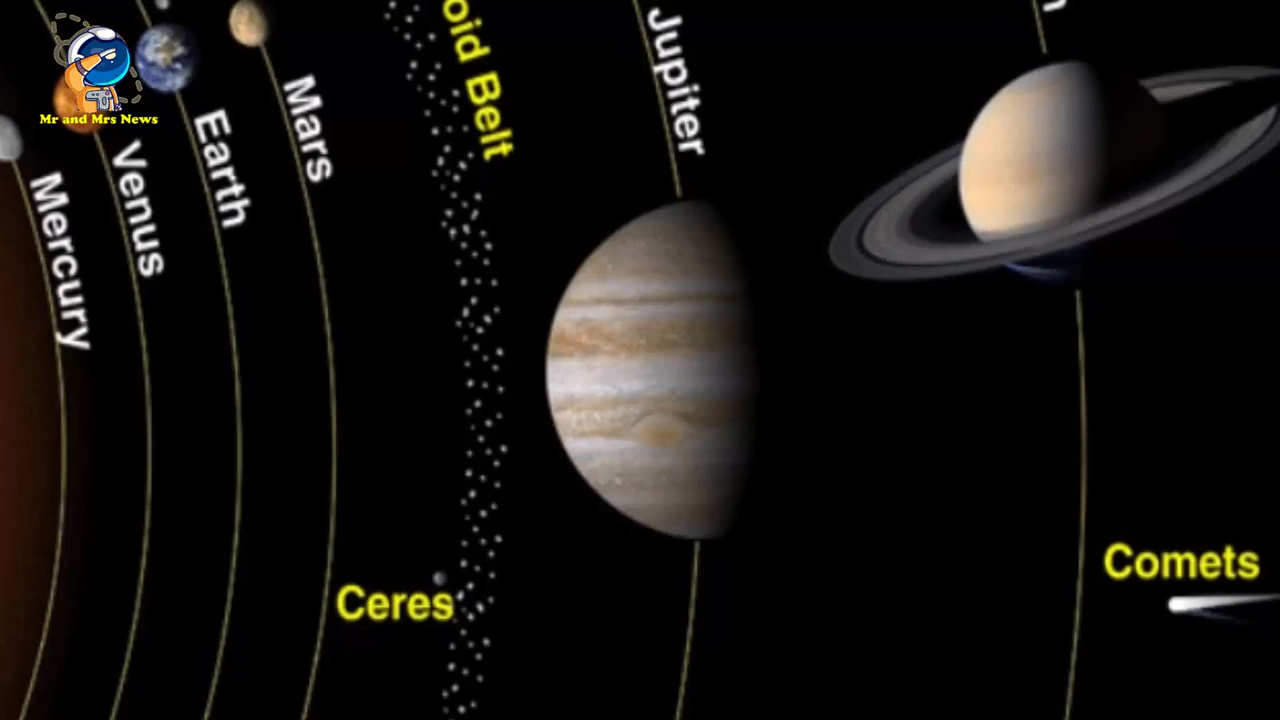 Mr and Mrs News
Mercury
Venus
Earth
Mars
oid Belt
Jupiter
n
Ceres
Comets